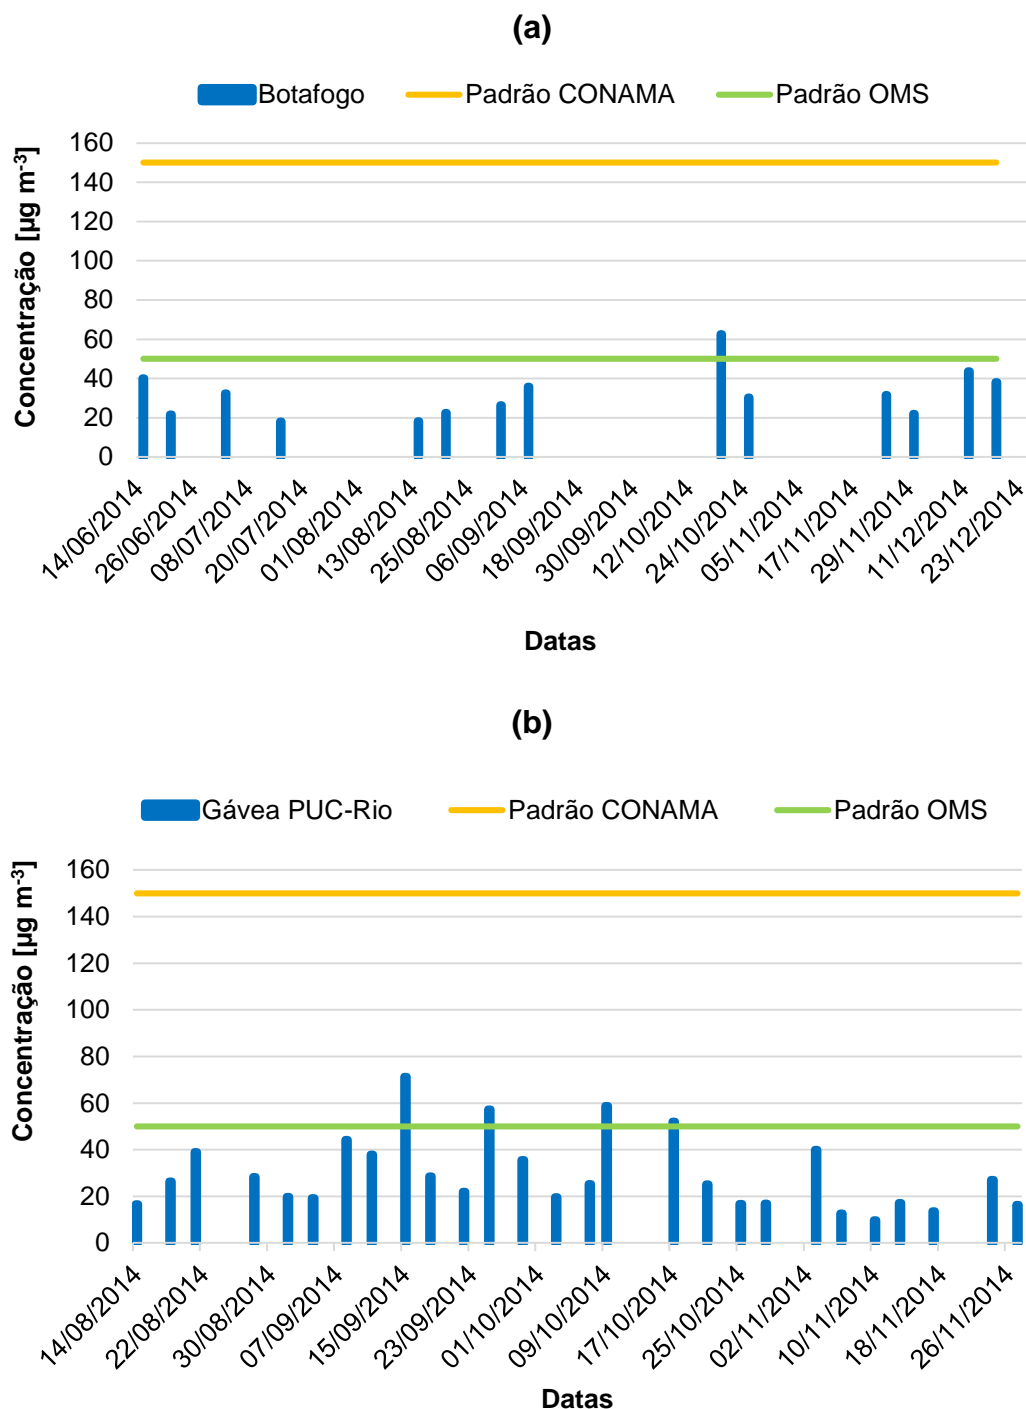 (a)
Botafogo Padrão CONAMA Padrão OMS
Concentração [µg m-3]
160
140
120
100
80
60
40
20
0
14/06/2014 26/06/2014 08/07/2014 20/07/2014 01/08/2014 13/08/2014 25/08/2014 06/09/2014 18/09/2014 30/09/2014 12/10/2014 24/10/2014 05/11/2014 17/11/2014 29/11/2014 11/12/2014 23/12/2014
Datas
(b)
Gávea PUC-Rio Padrão CONAMA Padrão OMS
Concentração [µg m-3]
160
140
120
100
80
60
40
20
0
14/08/2014 22/08/2014 30/08/2014 07/09/2014 15/09/2014 23/09/2014 01/10/2014 09/10/2014 17/10/2014 25/10/2014 02/11/2014 10/11/2014 18/11/2014 26/11/2014
Datas